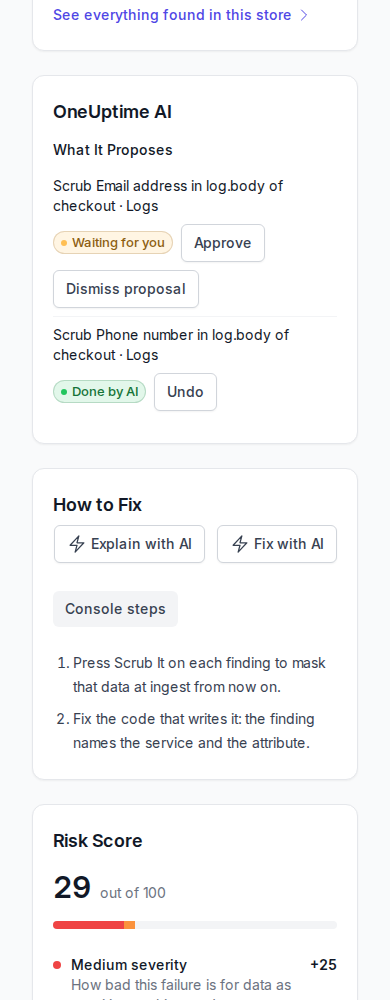 See everything found in this store
OneUptime AI
What It Proposes
Scrub Email address in log.body of
checkout · Logs
Waiting for you
Approve
Dismiss proposal
Scrub Phone number in log.body of
checkout · Logs
Done by AI
Undo
How to Fix
Explain with AI
Fix with AI
Console steps
1. Press Scrub It on each finding to mask
that data at ingest from now on.
2. Fix the code that writes it: the finding
names the service and the attribute.
Risk Score
29 out of 100
Medium severity +25
How bad this failure is for data as